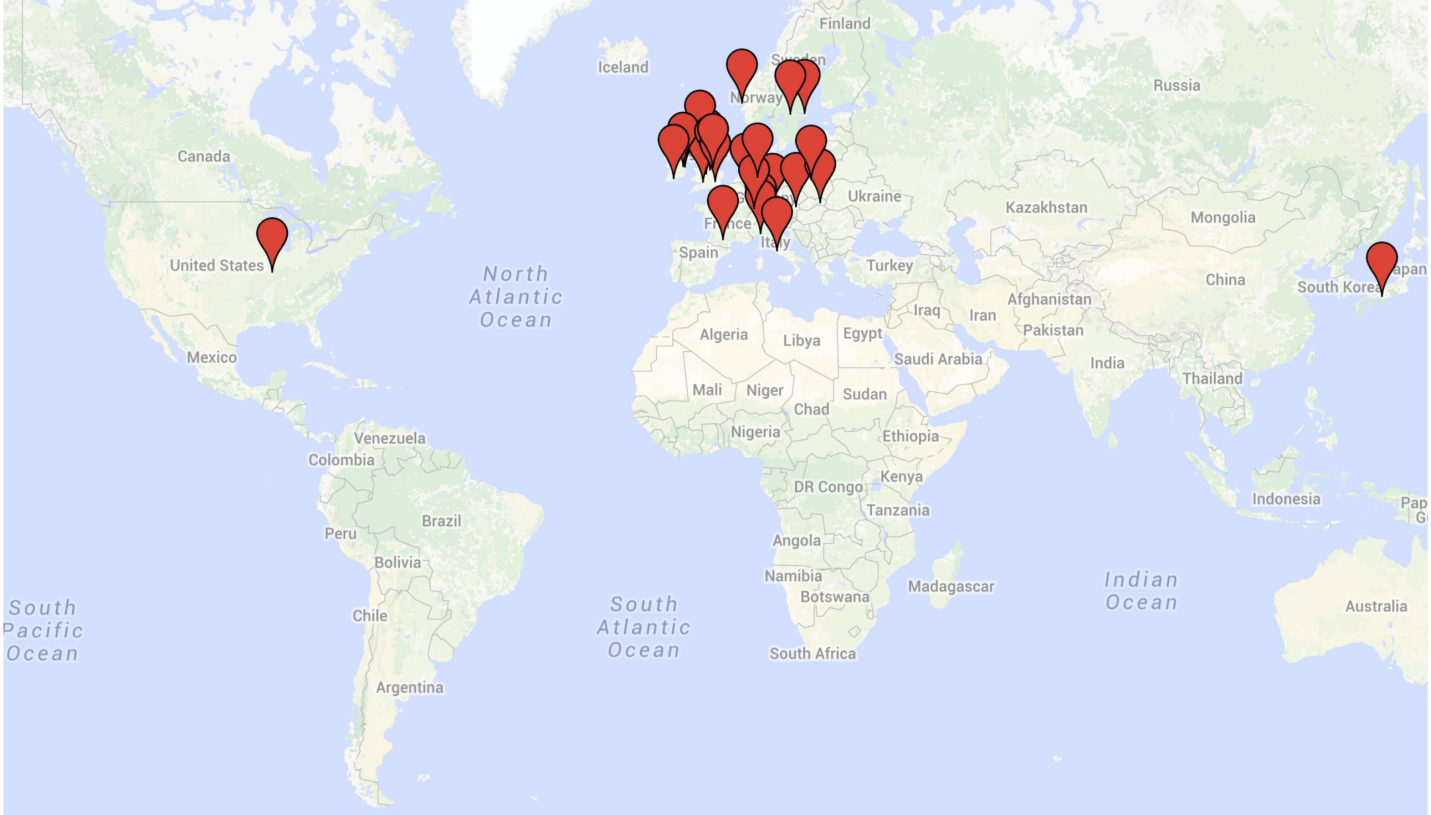 Finland
Iceland
Sweden
Russia
Norway
Canada
Ukraine
Kazakhstan
Mongolia
France
Italy
Spain
United States
Turkey
China
South Korea
Japan
North
Atlantic
Ocean
Iraq
Iran
Afghanistan
Pakistan
Algeria
Libya
Egypt
Saudi Arabia
India
Mexico
Thailand
Mali
Niger
Sudan
Chad
Nigeria
Ethiopia
Venezuela
Colombia
Kenya
DR Congo
Indonesia
Tanzania
Pap
G
Brazil
Peru
Angola
Bolivia
Namibia
Botswana
Madagascar
Indian
Ocean
South
Pacific
Ocean
Chile
South
Atlantic
Ocean
Australia
South Africa
Argentina